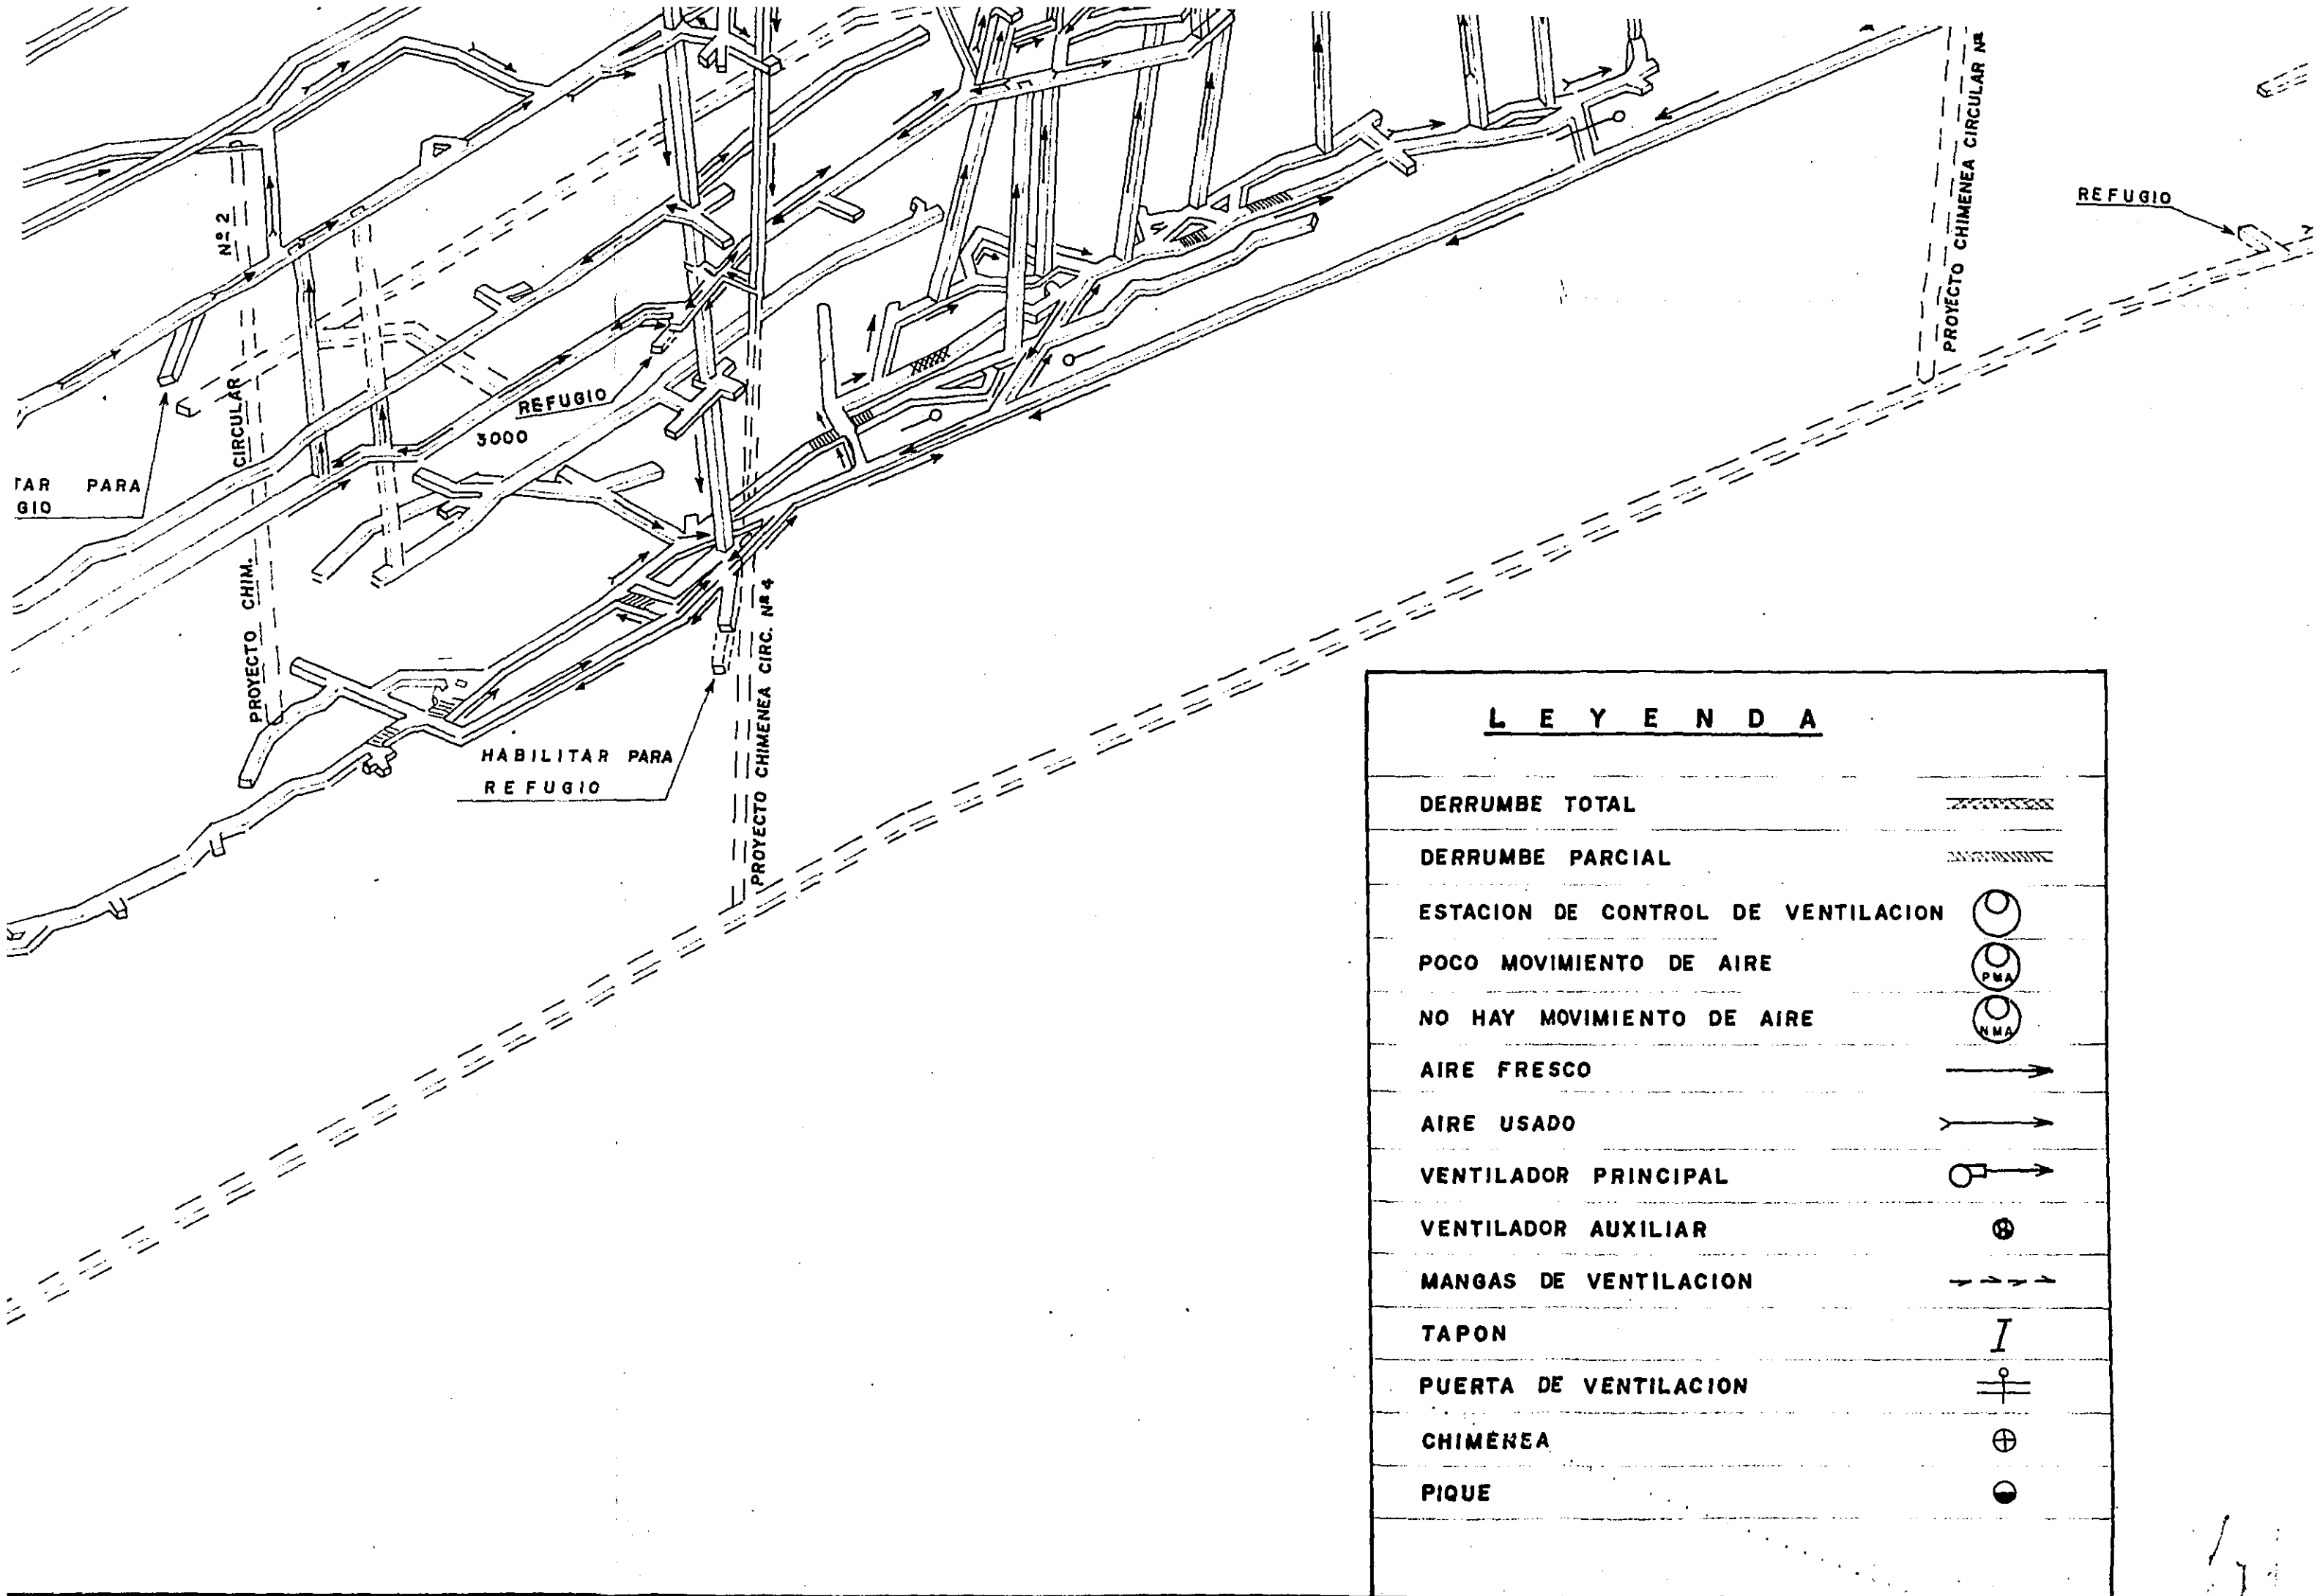 PROYECTO CHIMENEA CIRCULAR Nº
REFUGIO
Nº 2
CIRCULAR
PROYECTO CHIM.
REFUGIO
3000
TAR PARA
GIO
PROYECTO CHIMENEA CIRC. Nº 4
HABILITAR PARA
REFUGIO
LEYENDA
DERRUMBE TOTAL
DERRUMBE PARCIAL
ESTACION DE CONTROL DE VENTILACION
POCO MOVIMIENTO DE AIRE
PMA
NO HAY MOVIMIENTO DE AIRE
NMA
AIRE FRESCO
AIRE USADO
VENTILADOR PRINCIPAL
VENTILADOR AUXILIAR
MANGAS DE VENTILACION
TAPON
PUERTA DE VENTILACION
CHIMENEA
PIQUE